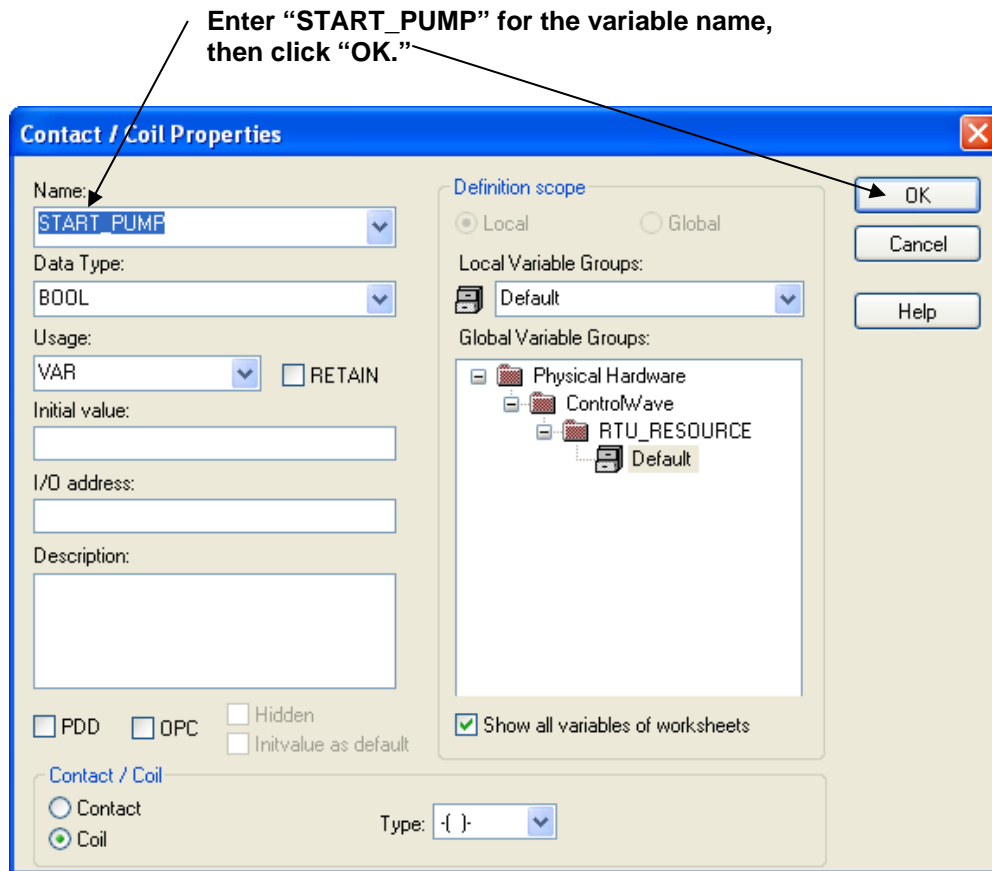 Enter “START_PUMP” for the variable name,
then click “OK.”
Contact / Coil Properties
Name:
START_PUMP
Data Type:
BOOL
Usage:
VAR
RETAIN
Initial value:
I/O address:
Description:
PDD
OPC
Hidden
Initvalue as default
Definition scope
Local
Global
Local Variable Groups:
Default
Global Variable Groups:
Physical Hardware
ControlWave
RTU_RESOURCE
Default
Show all variables of worksheets
OK
Cancel
Help
Contact / Coil
Contact
Coil
Type:
-( )-